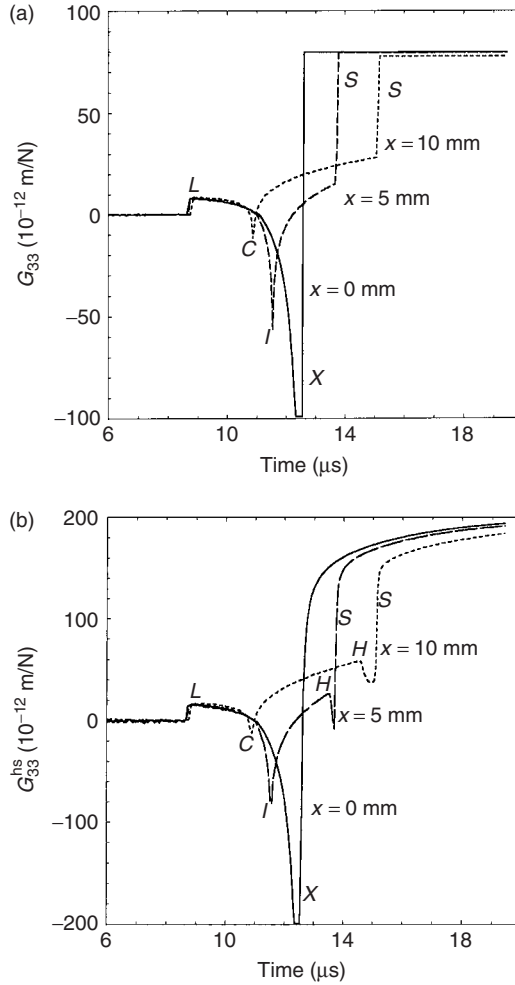 (a)
100
50
0
−50
−100
G₃₃ (10⁻¹² m/N)
L
C
I
X
S
S
x = 10 mm
x = 5 mm
x = 0 mm
6
10
14
18
Time (μs)
(b)
200
100
0
−100
−200
G₃₃ʰˢ (10⁻¹² m/N)
L
C
I
X
H
H
S
S
x = 10 mm
x = 5 mm
x = 0 mm
6
10
14
18
Time (μs)